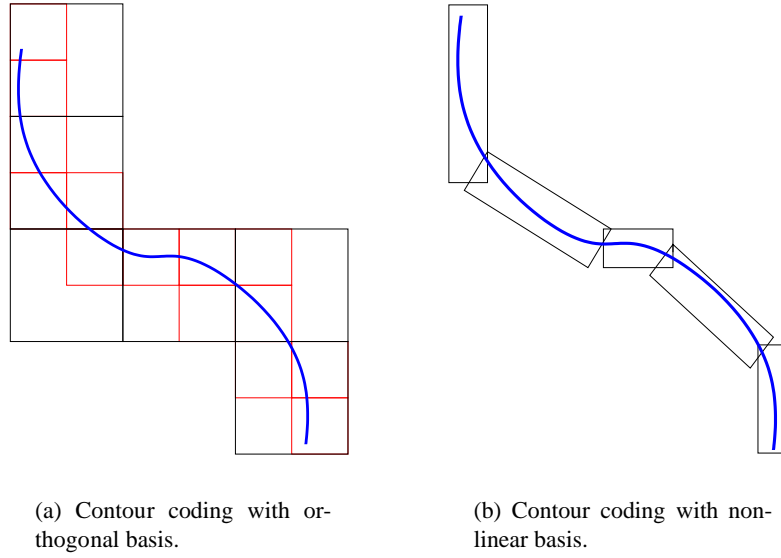 (a) Contour coding with or-
thogonal basis.
(b) Contour coding with non-
linear basis.